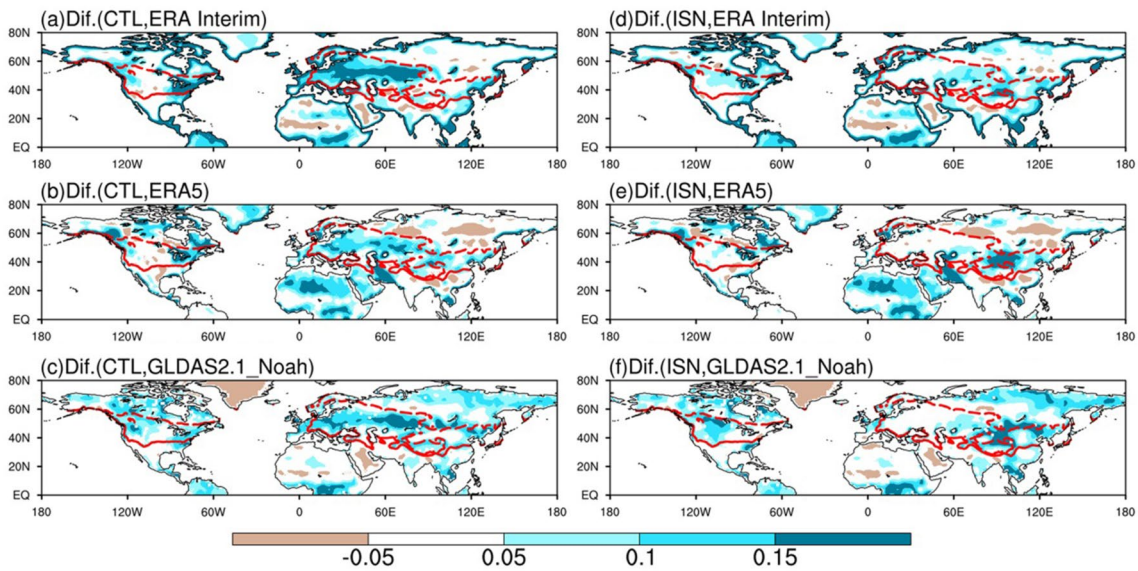 (a)Dif.(CTL,ERA Interim)
(d)Dif.(ISN,ERA Interim)
80N
60N
40N
20N
EQ
180 120W 60W 0 60E 120E 180
80N
60N
40N
20N
EQ
180 120W 60W 0 60E 120E 180
(b)Dif.(CTL,ERA5)
(e)Dif.(ISN,ERA5)
80N
60N
40N
20N
EQ
180 120W 60W 0 60E 120E 180
80N
60N
40N
20N
EQ
180 120W 60W 0 60E 120E 180
(c)Dif.(CTL,GLDAS2.1_Noah)
(f)Dif.(ISN,GLDAS2.1_Noah)
80N
60N
40N
20N
EQ
180 120W 60W 0 60E 120E 180
80N
60N
40N
20N
EQ
180 120W 60W 0 60E 120E 180
-0.05 0.05 0.1 0.15